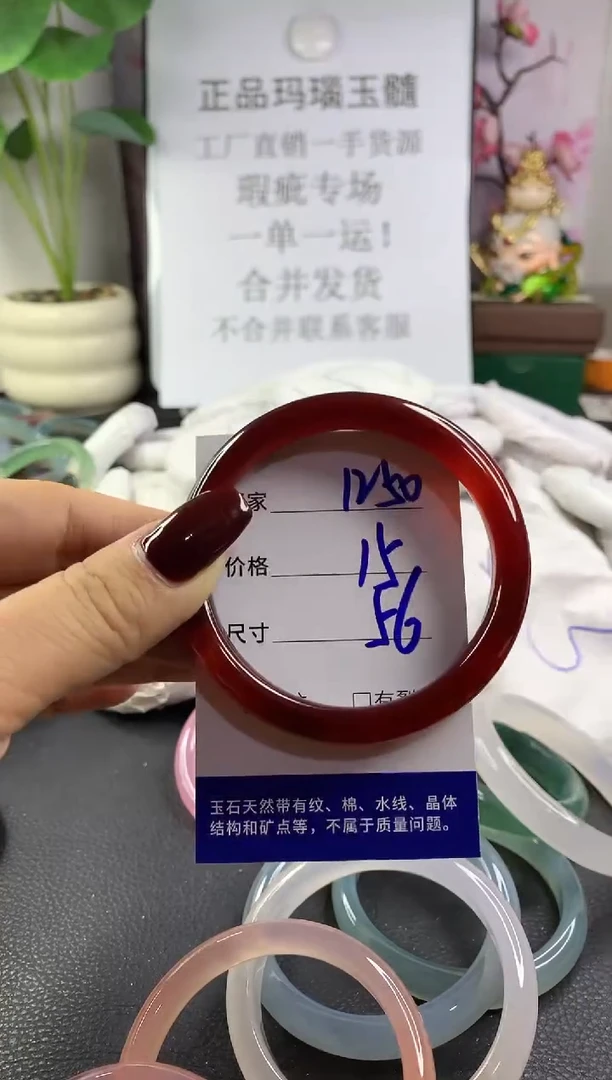 正品玛瑙玉髓
工厂直销一手货源
瑕疵专场
一单一运!
合并发货
不合并联系客服
家 1250
价格 15
尺寸 56
□有裂
玉石天然带有纹、棉、水线、晶体
结构和矿点等，不属于质量问题。